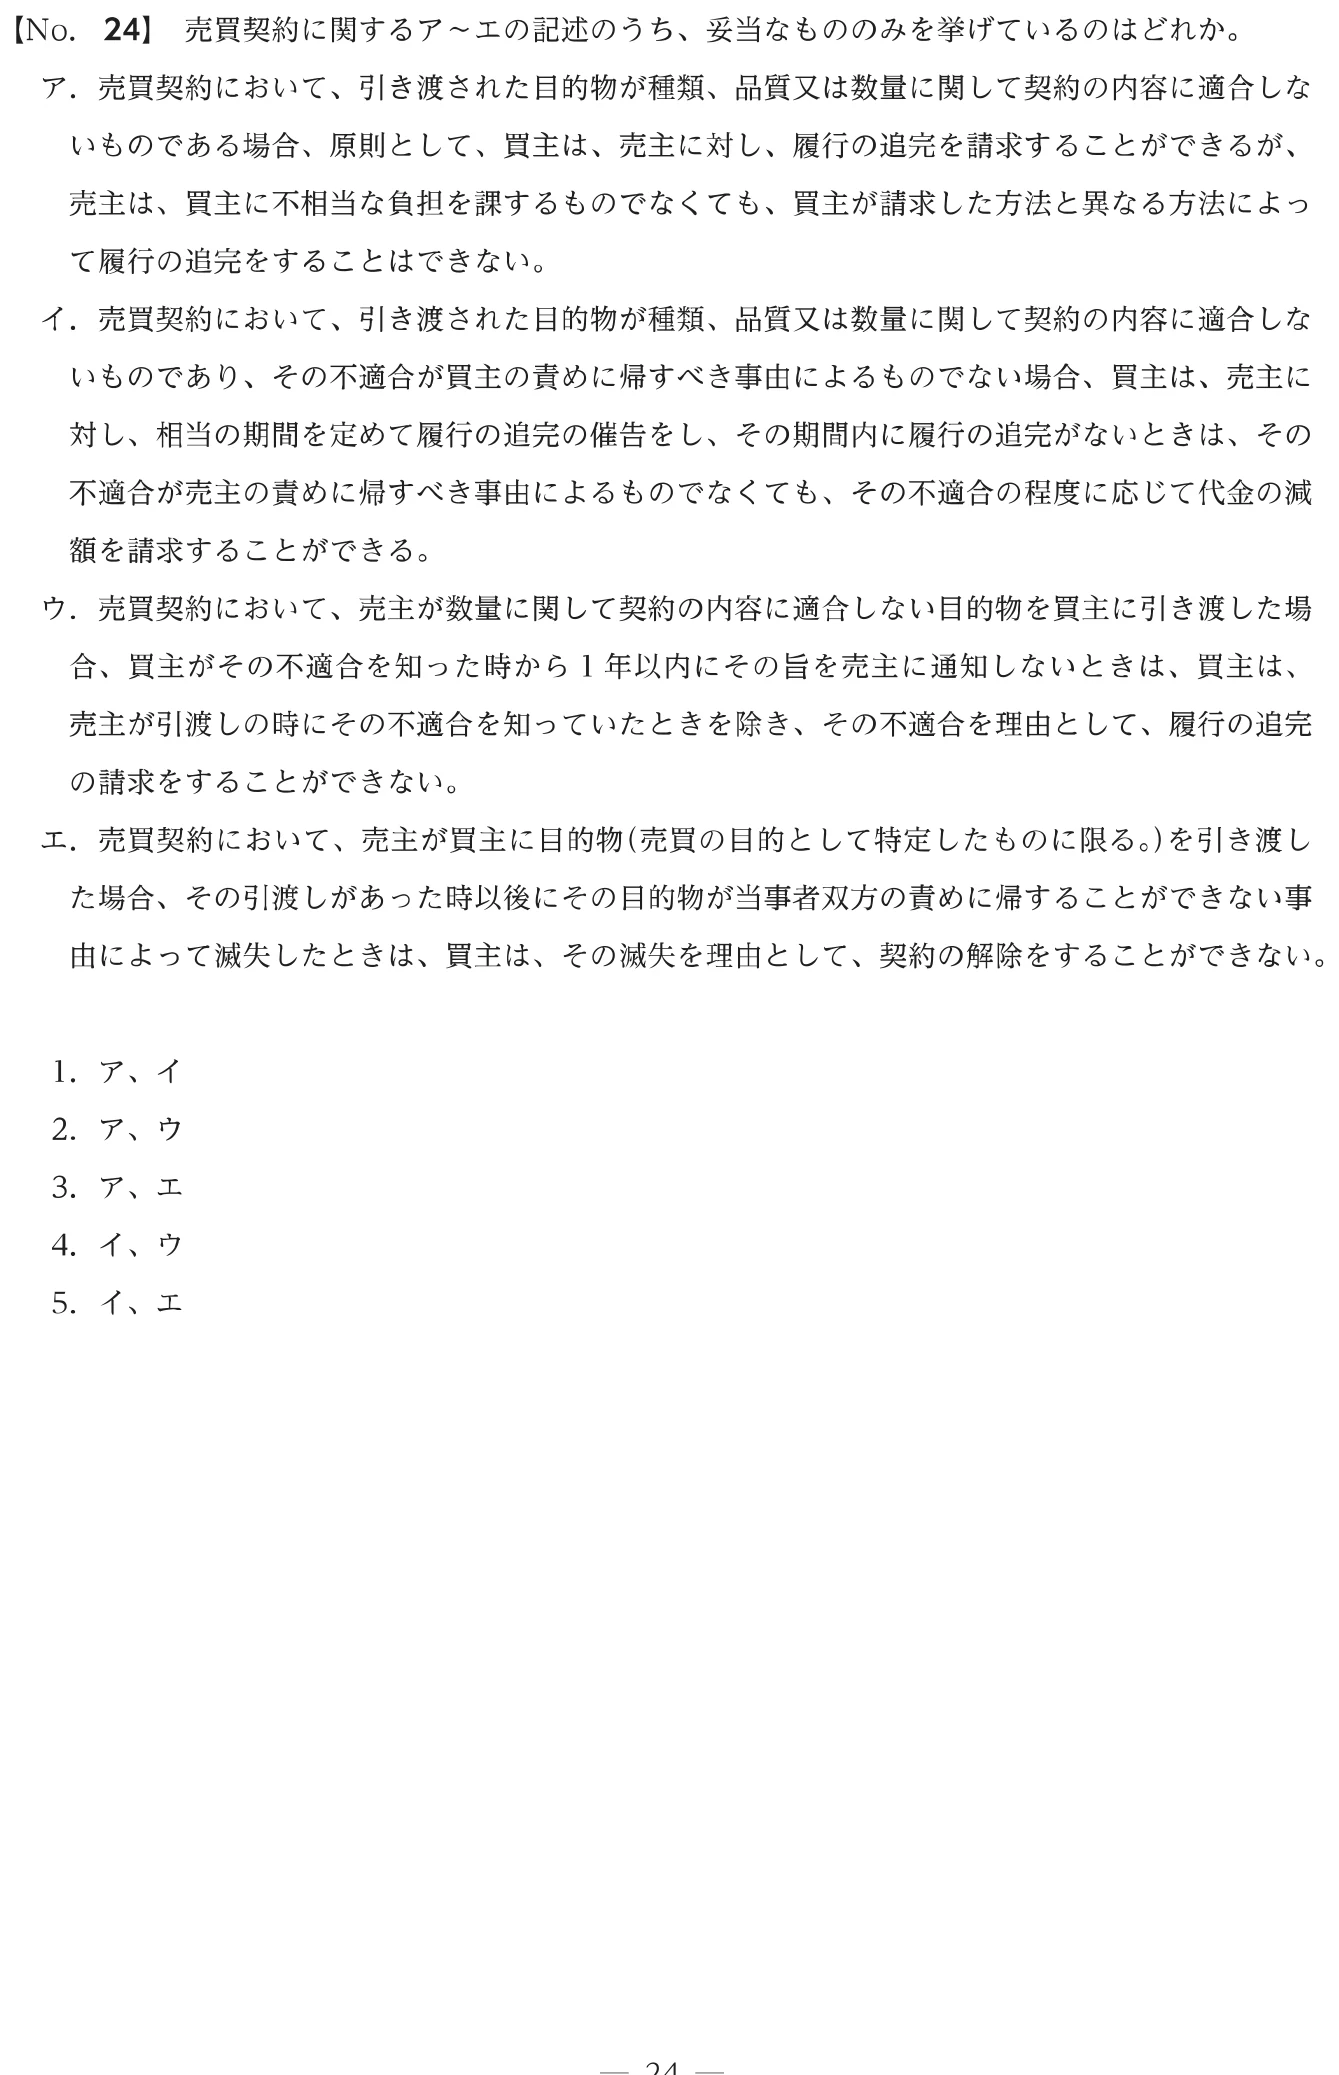 【No. 24】 売買契約に関するア～エの記述のうち、妥当なもののみを挙げているのはどれか。
ア．売買契約において、引き渡された目的物が種類、品質又は数量に関して契約の内容に適合しな
いものである場合、原則として、買主は、売主に対し、履行の追完を請求することができるが、
売主は、買主に不相当な負担を課するものでなくても、買主が請求した方法と異なる方法によっ
て履行の追完をすることはできない。
イ．売買契約において、引き渡された目的物が種類、品質又は数量に関して契約の内容に適合しな
いものであり、その不適合が買主の責めに帰すべき事由によるものでない場合、買主は、売主に
対し、相当の期間を定めて履行の追完の催告をし、その期間内に履行の追完がないときは、その
不適合が売主の責めに帰すべき事由によるものでなくても、その不適合の程度に応じて代金の減
額を請求することができる。
ウ．売買契約において、売主が数量に関して契約の内容に適合しない目的物を買主に引き渡した場
合、買主がその不適合を知った時から1年以内にその旨を売主に通知しないときは、買主は、
売主が引渡しの時にその不適合を知っていたときを除き、その不適合を理由として、履行の追完
の請求をすることができない。
エ．売買契約において、売主が買主に目的物(売買の目的として特定したものに限る。)を引き渡し
た場合、その引渡しがあった時以後にその目的物が当事者双方の責めに帰することができない事
由によって滅失したときは、買主は、その滅失を理由として、契約の解除をすることができない。
1．ア、イ
2．ア、ウ
3．ア、エ
4．イ、ウ
5．イ、エ
— 24 —